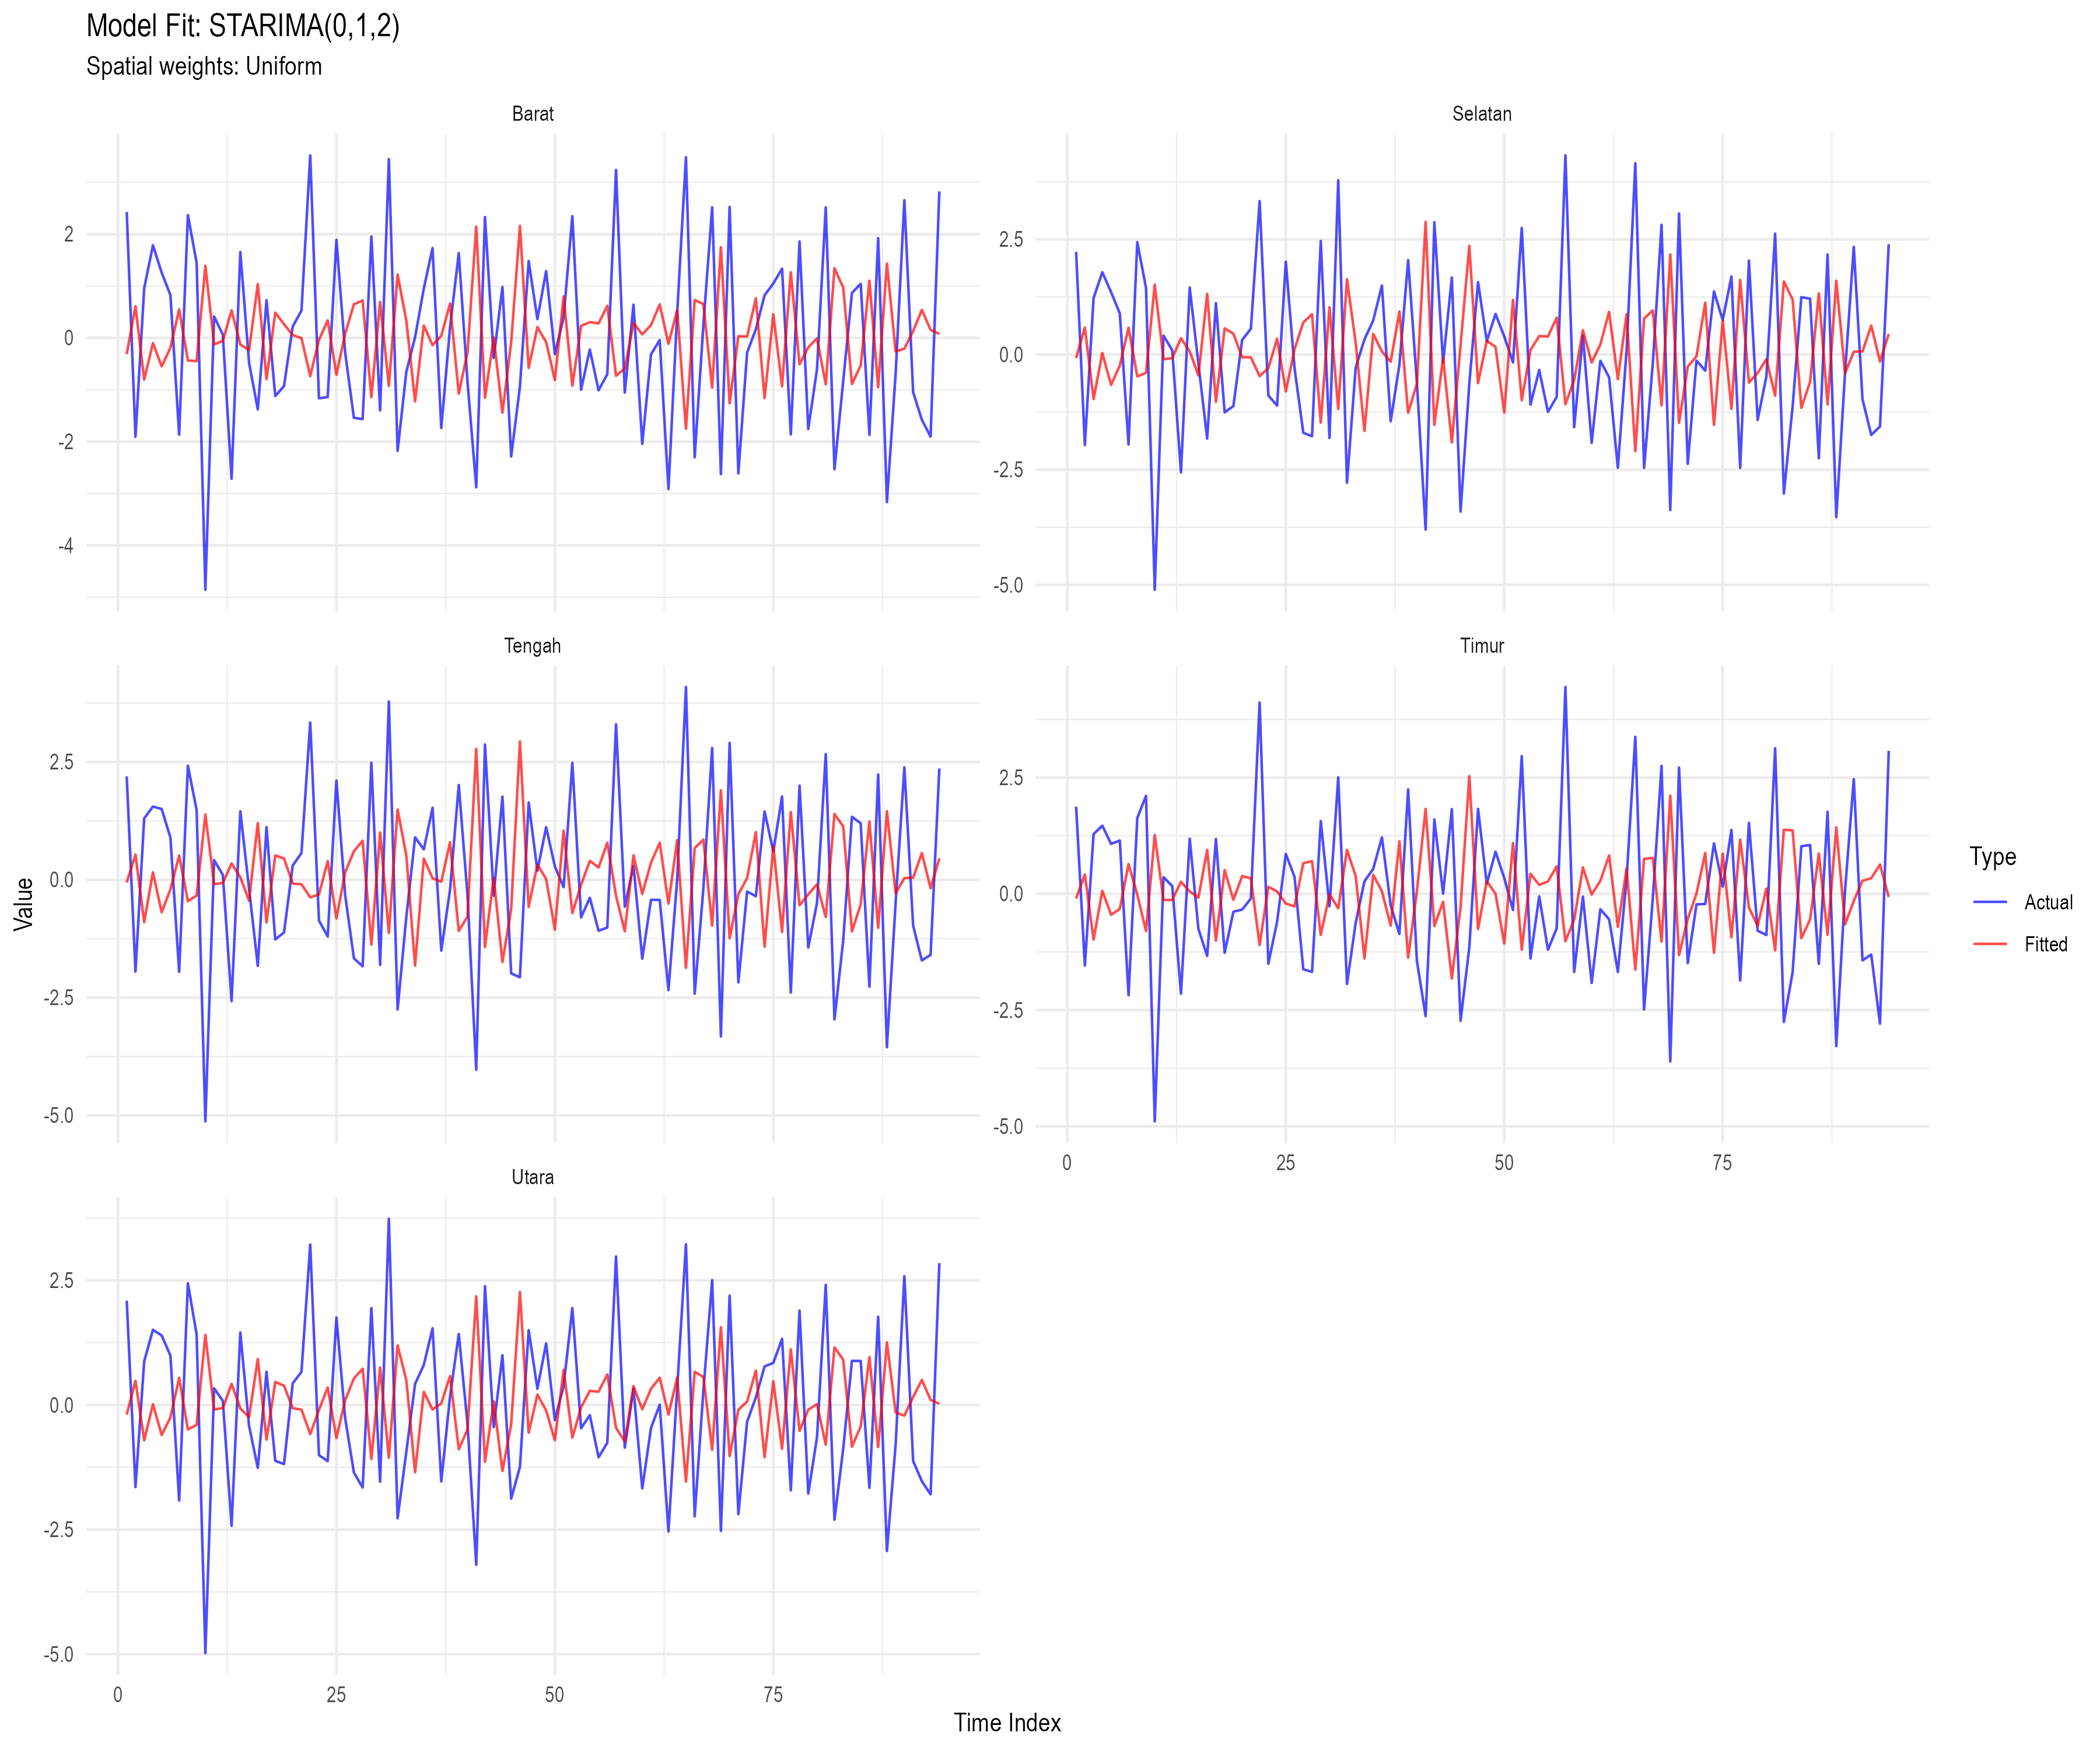 Model Fit: STARIMA(0,1,2)
Spatial weights: Uniform
Barat
Selatan
2
0
-2
-4
2.5
0.0
-2.5
-5.0
Tengah
Timur
2.5
0.0
-2.5
-5.0
2.5
0.0
-2.5
-5.0
0 25 50 75
Utara
2.5
0.0
-2.5
-5.0
0 25 50 75
Value
Time Index
Type
Actual
Fitted